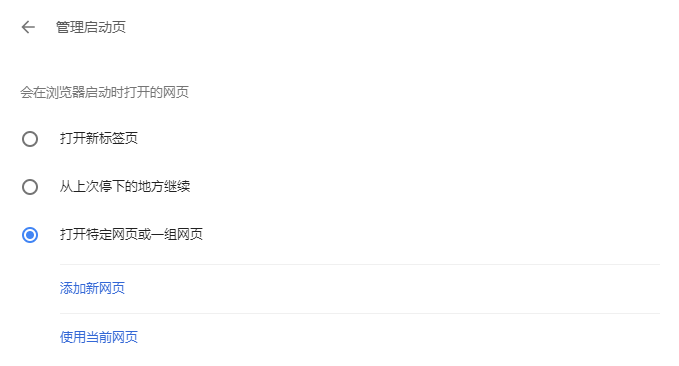 管理启动页
会在浏览器启动时打开的网页
打开新标签页
从上次停下的地方继续
打开特定网页或一组网页
添加新网页
使用当前网页